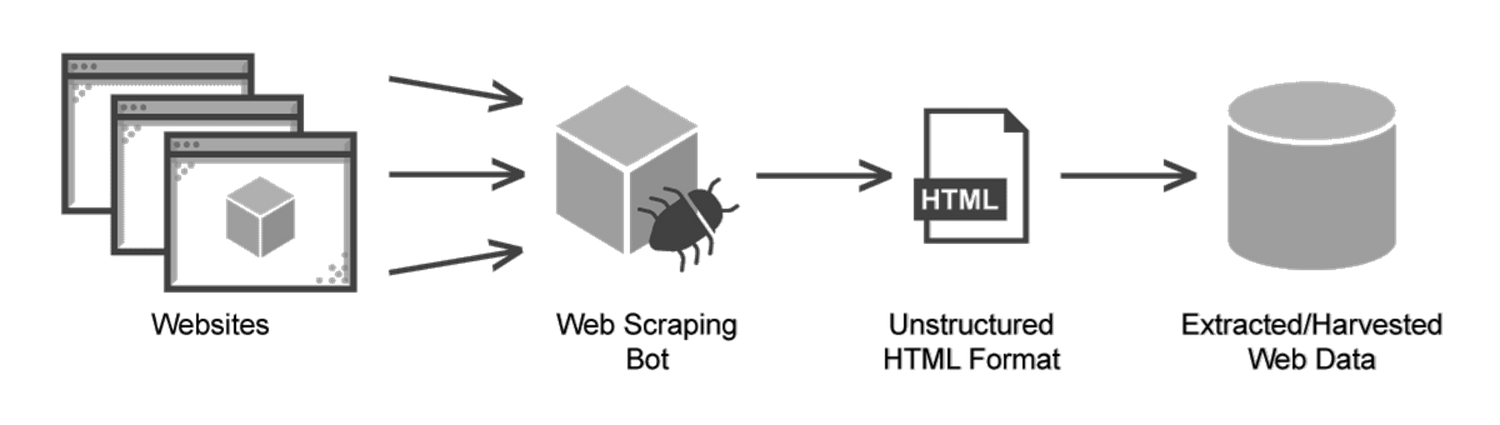 HTML
Websites
Web Scraping
Bot
Unstructured
HTML Format
Extracted/Harvested
Web Data